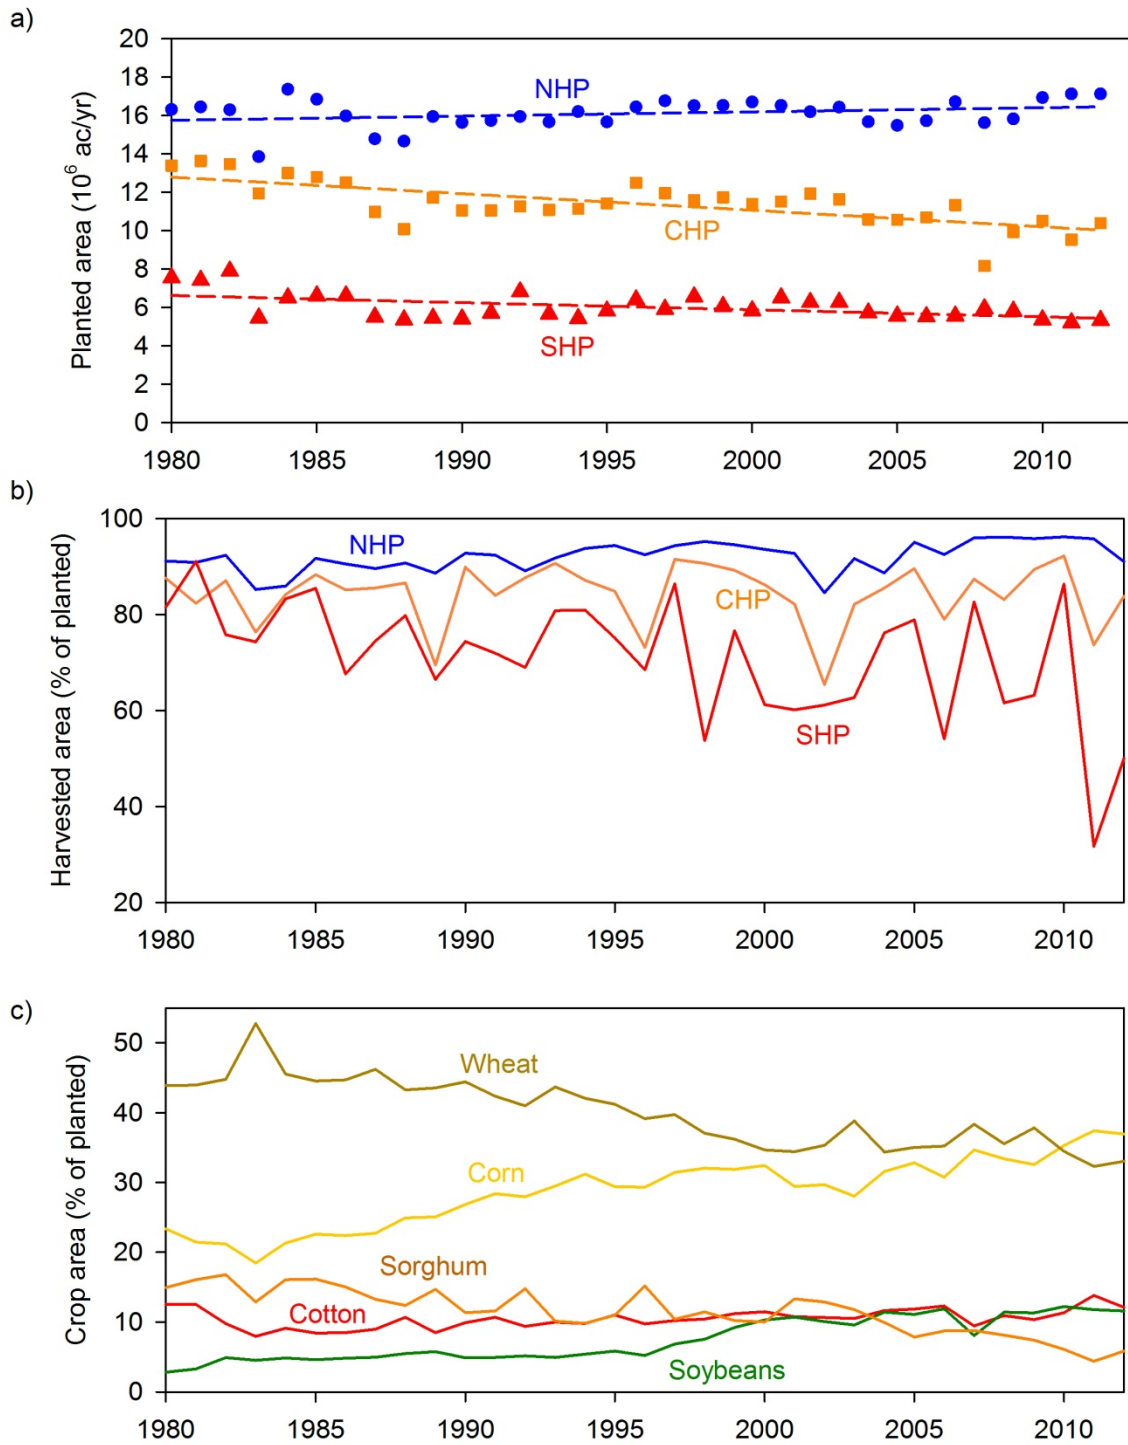 a)
Planted area (10⁶ ac/yr)
20
18
16
14
12
10
8
6
4
2
0
NHP
CHP
SHP
1980 1985 1990 1995 2000 2005 2010
b)
Harvested area (% of planted)
100
80
60
40
20
NHP
CHP
SHP
1980 1985 1990 1995 2000 2005 2010
c)
Crop area (% of planted)
50
40
30
20
10
0
Wheat
Corn
Sorghum
Cotton
Soybeans
1980 1985 1990 1995 2000 2005 2010